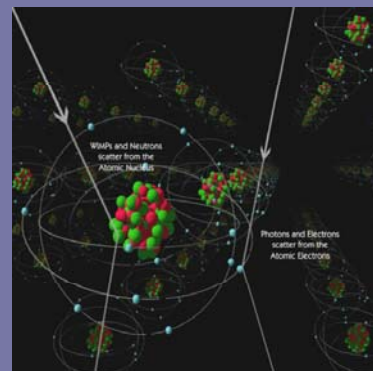 WIMPs and Neutrons
scatter from the
Atomic Nucleus
Photons and Electrons
scatter from the
Atomic Electrons